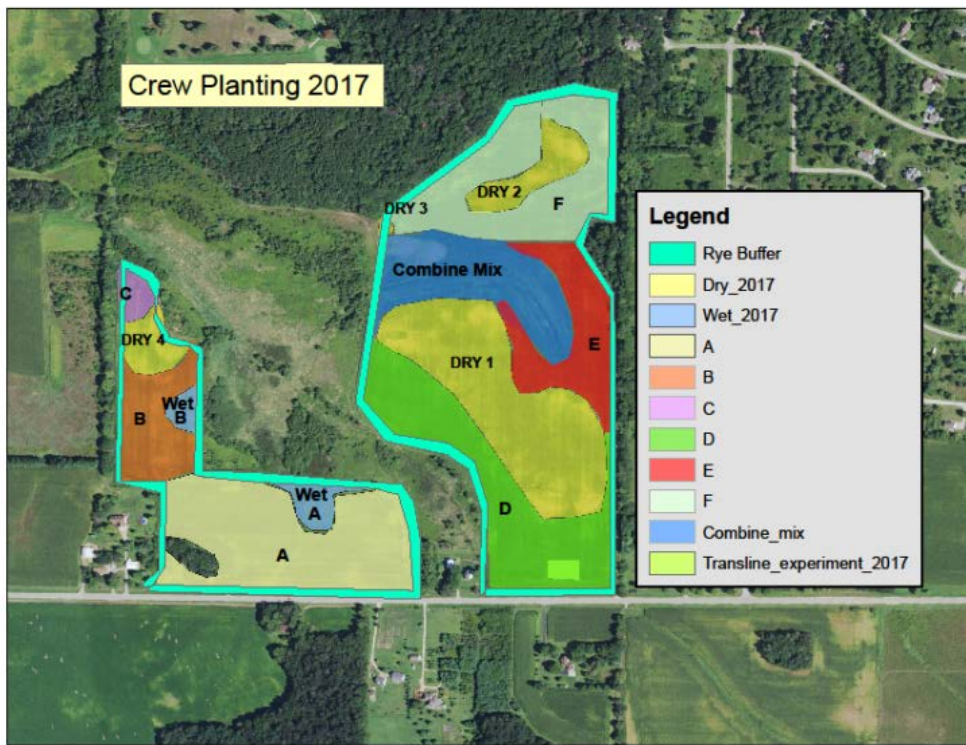 Crew Planting 2017
DRY 2
F
DRY 3
Combine Mix
C
DRY 4
DRY 1
E
B
Wet
B
Wet
A
A
D
Legend
Rye Buffer
Dry_2017
Wet_2017
A
B
C
D
E
F
Combine_mix
Transline_experiment_2017